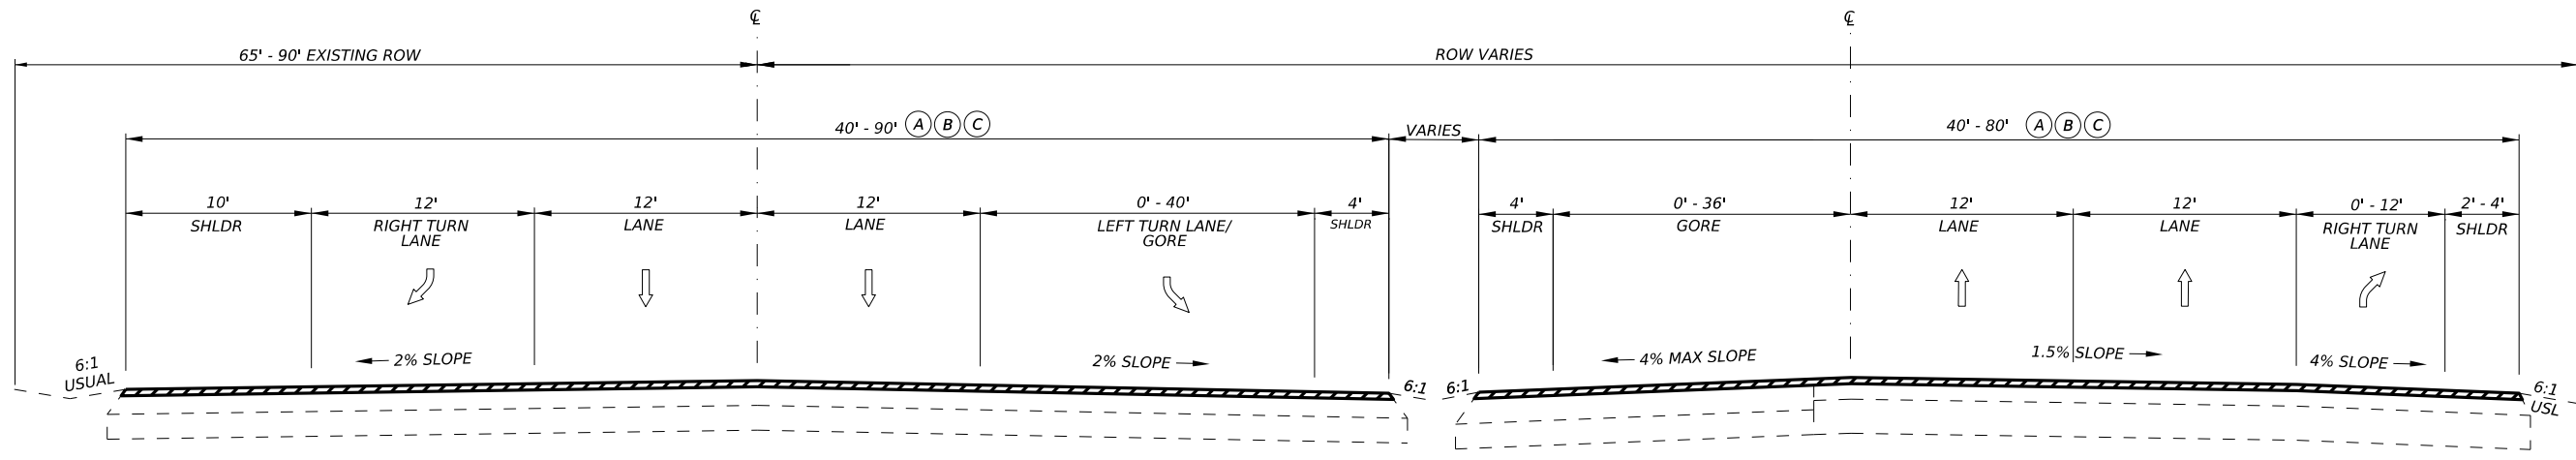 ℄ ℄
65' - 90' EXISTING ROW ROW VARIES
40' - 90' A B C VARIES 40' - 80' A B C
10' 12' 12' 12' 0' - 40' 4' 4' 0' - 36' 12' 12' 0' - 12' 2' - 4'
SHLDR RIGHT TURN LANE LANE LEFT TURN LANE/ SHLDR SHLDR GORE LANE LANE RIGHT TURN SHLDR
LANE GORE LANE
6:1 2% SLOPE 2% SLOPE 4% MAX SLOPE 1.5% SLOPE 4% SLOPE
USUAL 6:1 6:1 6:1
USL